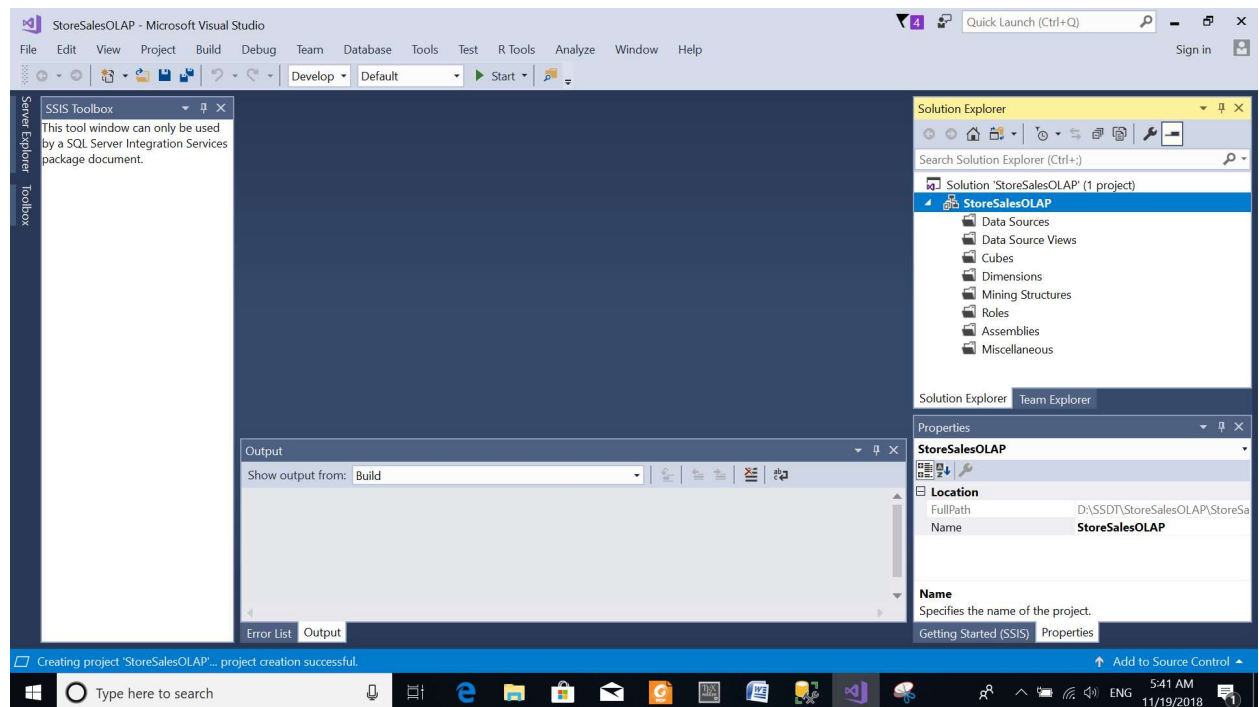 StoreSalesOLAP - Microsoft Visual Studio
4
Quick Launch (Ctrl+Q)
File Edit View Project Build Debug Team Database Tools Test R Tools Analyze Window Help
Sign in
Develop Default Start
Server Explorer
Toolbox
SSIS Toolbox
This tool window can only be used
by a SQL Server Integration Services
package document.
Solution Explorer
Search Solution Explorer (Ctrl+;)
Solution 'StoreSalesOLAP' (1 project)
StoreSalesOLAP
Data Sources
Data Source Views
Cubes
Dimensions
Mining Structures
Roles
Assemblies
Miscellaneous
Solution Explorer Team Explorer
Output
Show output from: Build
Error List Output
Properties
StoreSalesOLAP
Location
FullPath D:\SSDT\StoreSalesOLAP\StoreSa
Name StoreSalesOLAP
Name
Specifies the name of the project.
Getting Started (SSIS) Properties
Creating project 'StoreSalesOLAP'... project creation successful.
Add to Source Control
Type here to search
ENG
5:41 AM
11/19/2018
1